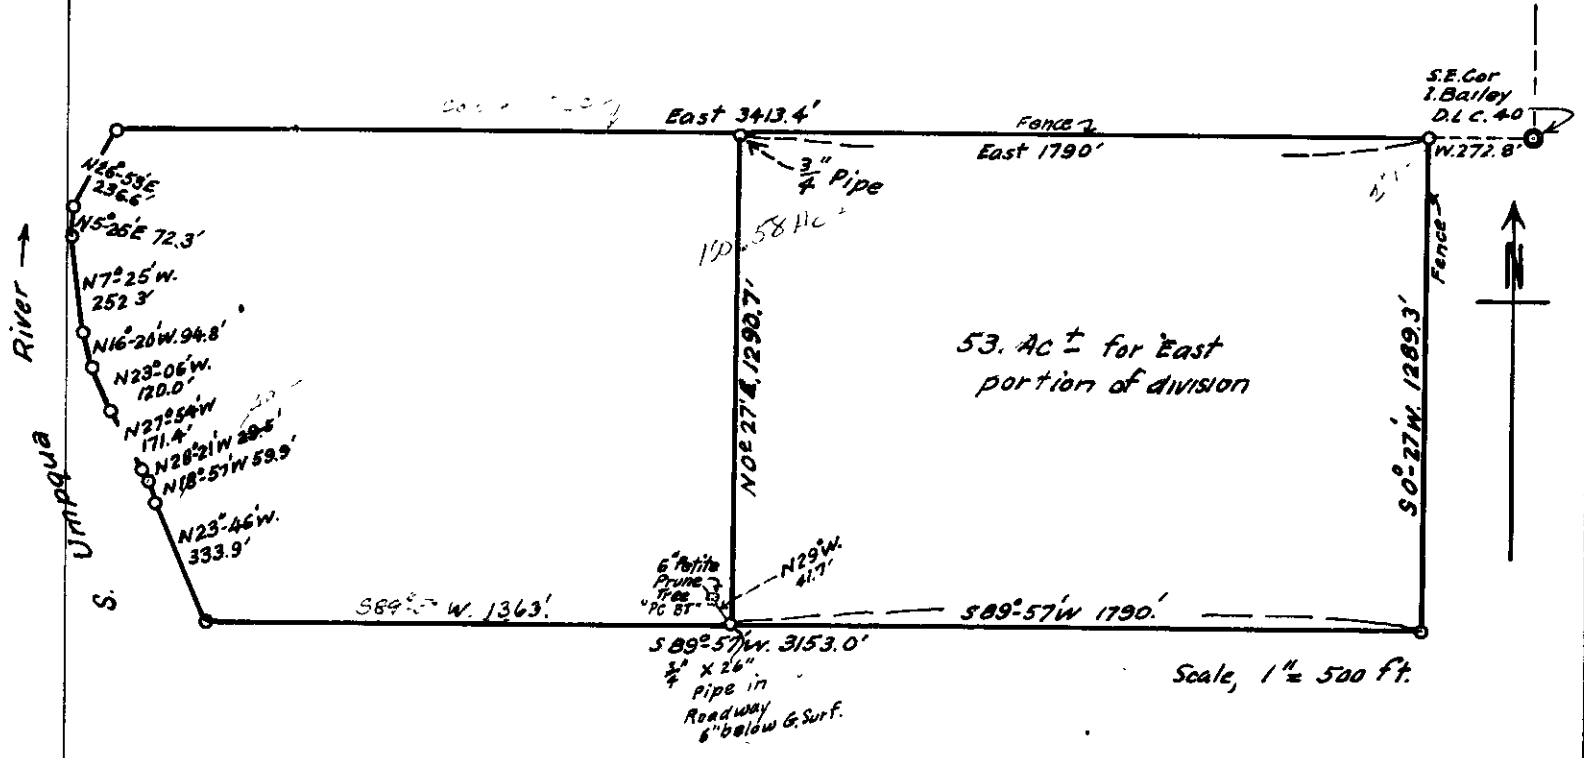 S.E. Cor
I. Bailey
D.L.C. 40
East 3413.4'
Fence
East 1790'
W. 272.8'
3/4" Pipe
N26°-53'E
236.6'
N5°-26'E 72.3'
N7°-25'W.
252 3'
N16°-20'W. 94.8'
N23°-06'W.
120.0'
N27°-54'W
171.4'
N28°-21'W 29.5'
N18°-57'W 59.9'
N23°-46'W.
333.9'
River
S. Umpqua
.58 Ac ±
N0°27'E, 1290.7'
53. Ac ± for East
portion of division
Fence
S0°-27'W. 1289.3'
N
6" Petite
Prune
Tree
"PC BT"
N29°W.
41.7'
W. 1363'.
S89°-57'W 1790.'
S89°-57'W. 3153.0'
3/4" x 26"
Pipe in
Roadway
6" below G. Surf.
Scale, 1" = 500 ft.